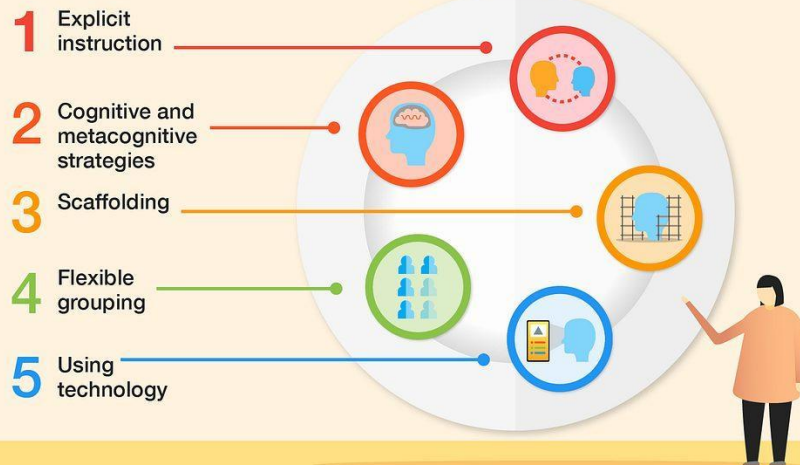 1 Explicit
instruction
2 Cognitive and
metacognitive
strategies
3 Scaffolding
4 Flexible
grouping
5 Using
technology